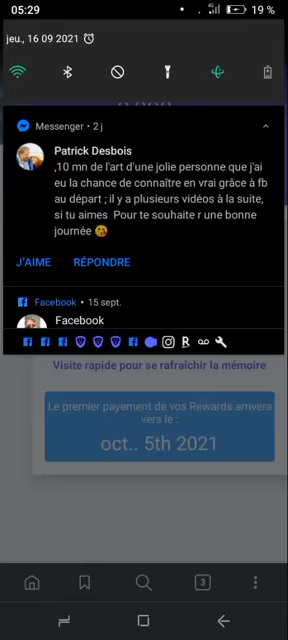 05:29
19 %
jeu., 16 09 2021
Messenger • 2 j
Patrick Desbois
,10 mn de l'art d'une jolie personne que j'ai
eu la chance de connaître en vrai grâce à fb
au départ ; il y a plusieurs vidéos à la suite,
si tu aimes  Pour te souhaite r une bonne
journée 😘
J'AIME RÉPONDRE
Facebook • 15 sept.
Facebook
Visite rapide pour se rafraîchir la mémoire
Le premier payement de vos Rewards arrivera
vers le :
oct.. 5th 2021
3